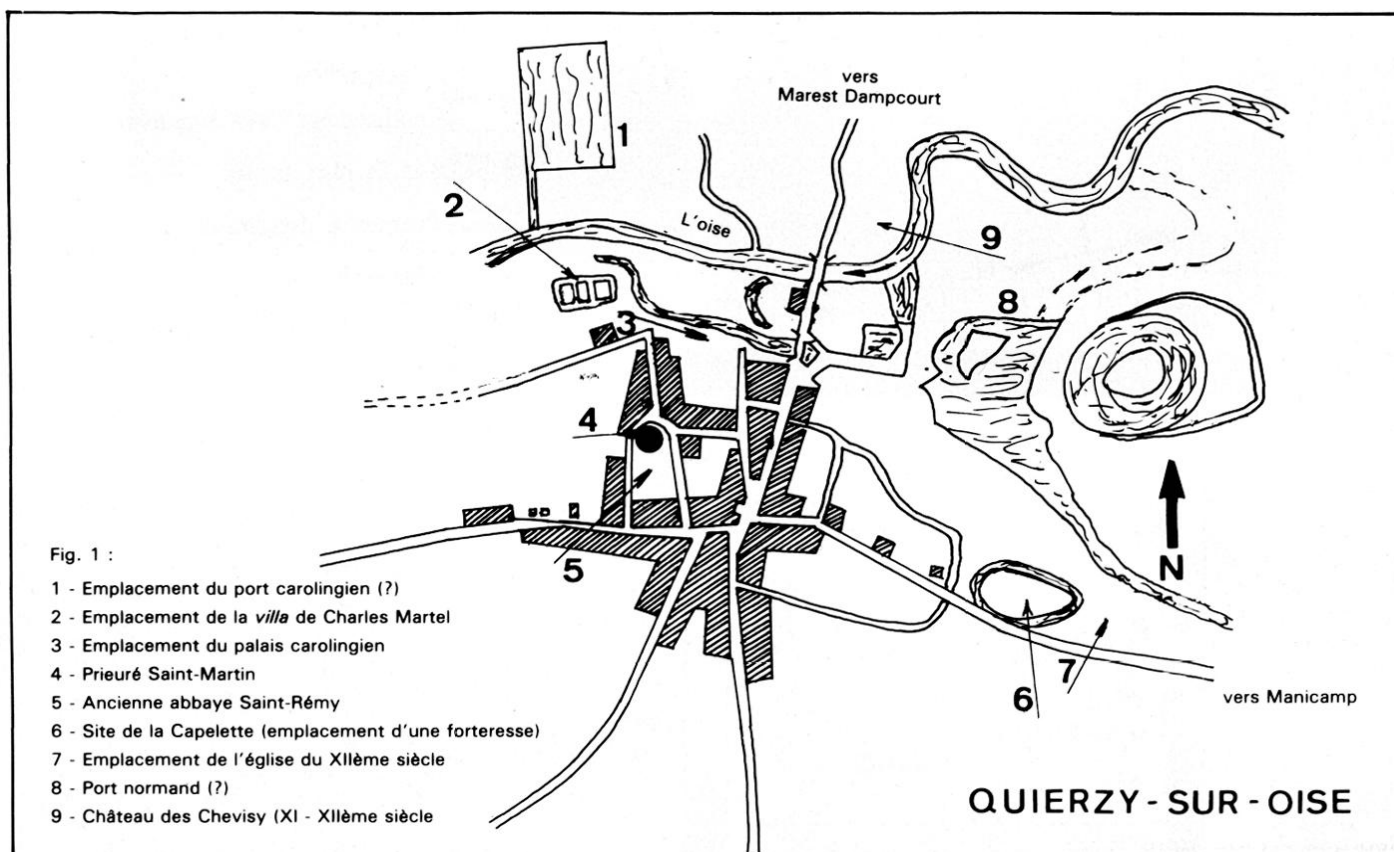 vers
Marest Dampcourt
1
2
L'oise
9
8
3
4
N
5
7
6
vers Manicamp
Fig. 1 :
1 - Emplacement du port carolingien (?)
2 - Emplacement de la villa de Charles Martel
3 - Emplacement du palais carolingien
4 - Prieuré Saint-Martin
5 - Ancienne abbaye Saint-Rémy
6 - Site de la Capelette (emplacement d'une forteresse)
7 - Emplacement de l'église du XIIème siècle
8 - Port normand (?)
9 - Château des Chevisy (XI - XIIème siècle
QUIERZY - SUR - OISE